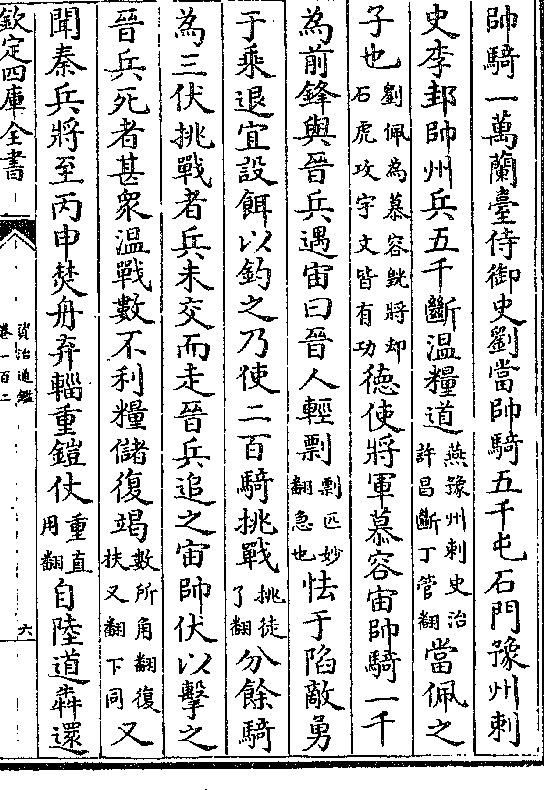 帥騎一萬蘭臺侍御史劉當帥騎五千屯石門豫州刺
史李邽帥州兵五千斷溫糧道燕豫州刺史治許昌斷丁管翻當佩之
子也劉佩為慕容皝將却石虎攻宇文皆有功德使將軍慕容宙帥騎一千
為前鋒與晉兵遇宙曰晉人輕剽剽匹妙翻急也怯于陷敵勇
于乘退宜設餌以釣之乃使二百騎挑戰挑徒了翻分餘騎
為三伏挑戰者兵未交而走晉兵追之宙帥伏以擊之
晉兵死者甚衆溫戰數不利糧儲復竭數所角翻復扶又翻下同又
聞秦兵將至丙申焚舟棄輜重鎧仗重直用翻自陸道犇還
欽定四庫全書
資治通鑑
卷一百二
六